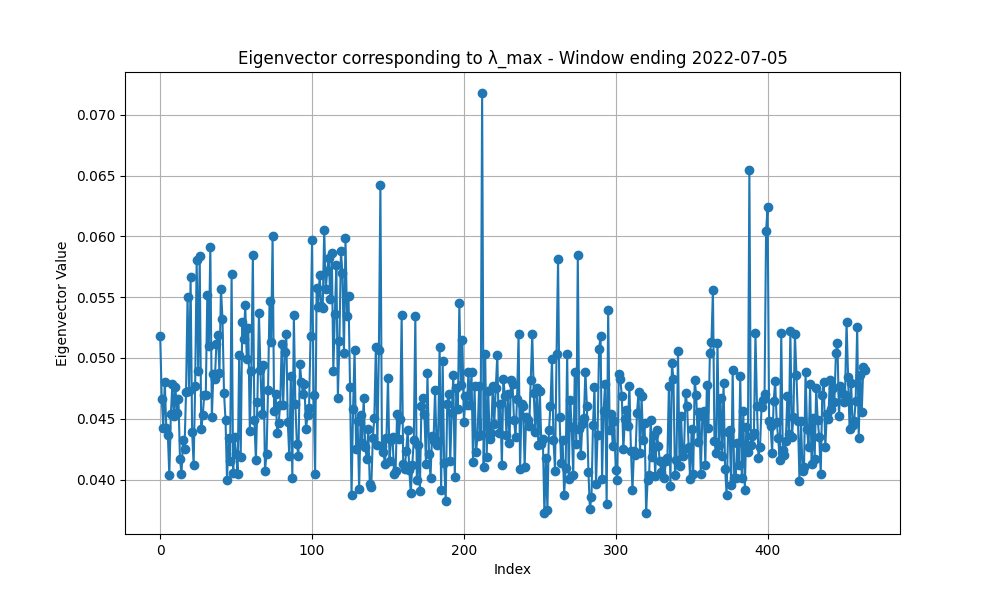 Eigenvector corresponding to λ_max - Window ending 2022-07-05
0.070
0.065
0.060
0.055
0.050
0.045
0.040
Eigenvector Value
0 100 200 300 400
Index